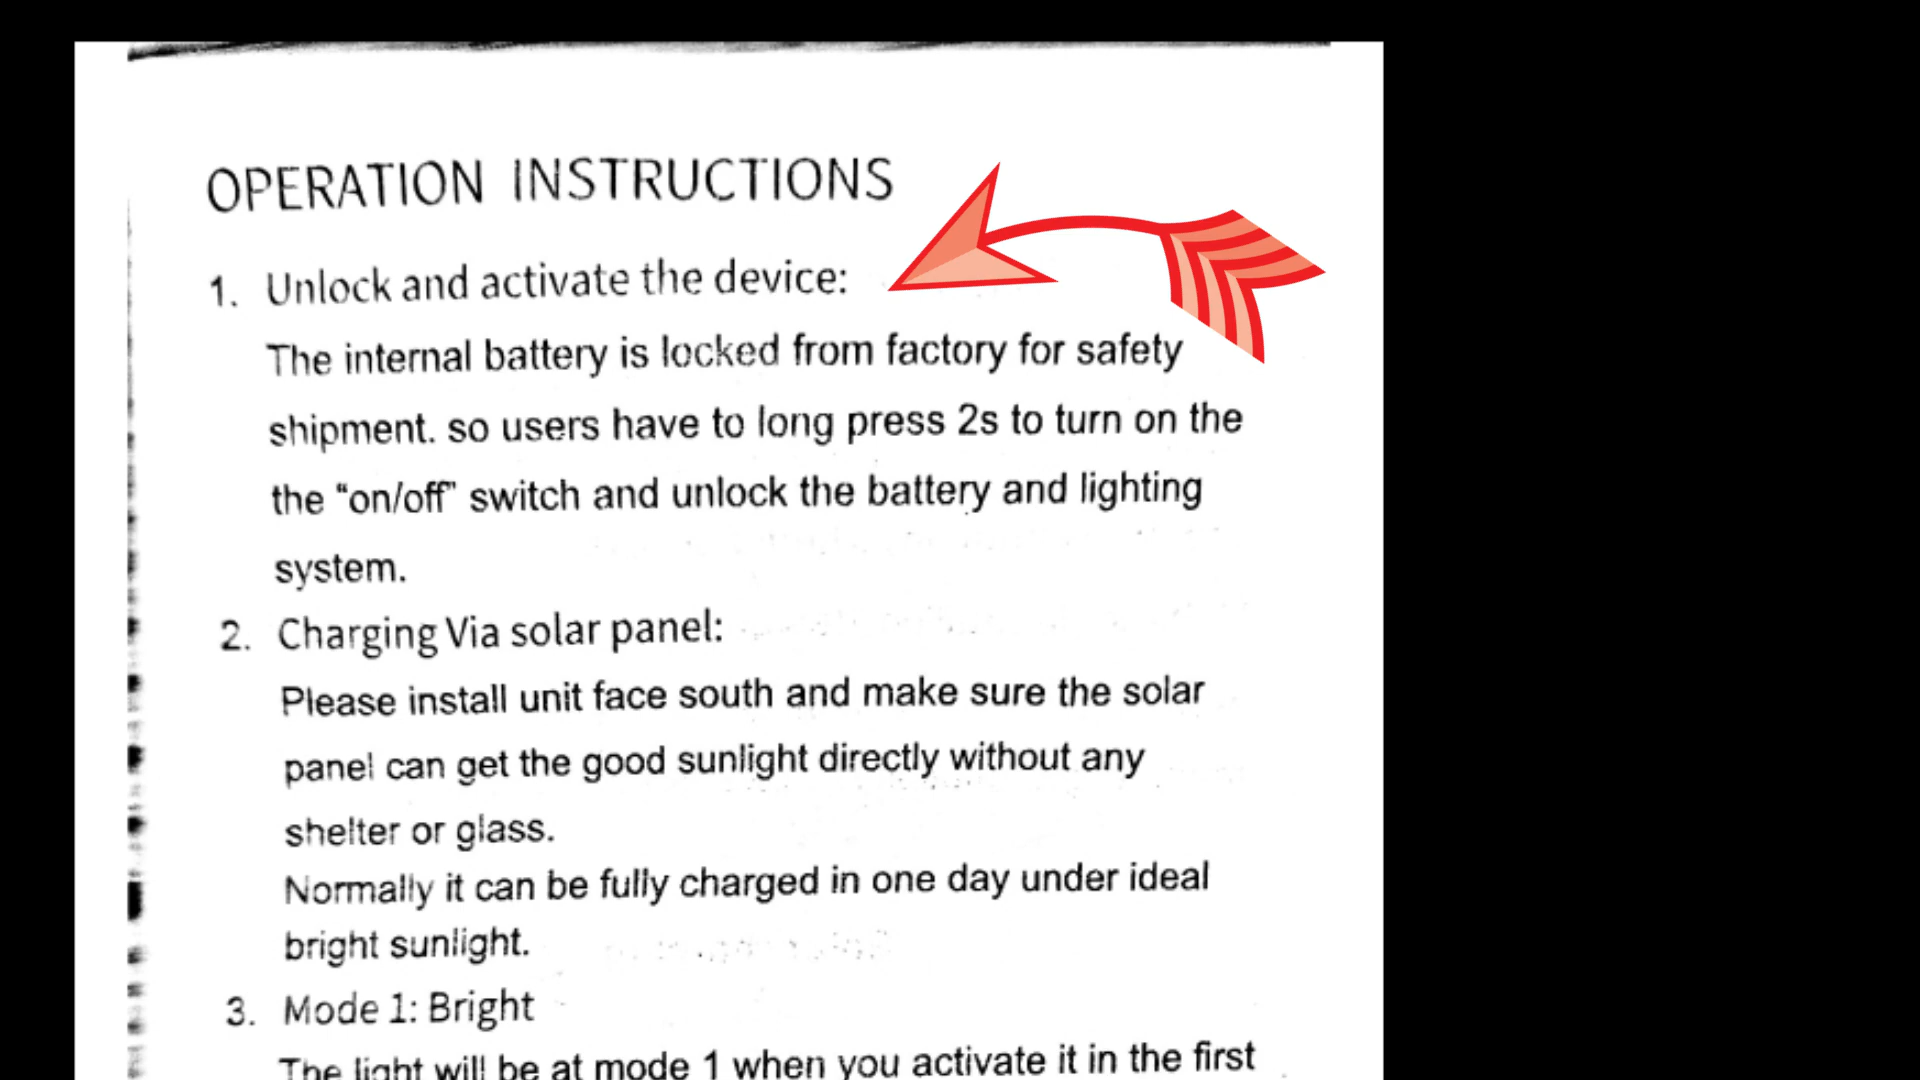 OPERATION INSTRUCTIONS
1. Unlock and activate the device:
The internal battery is locked from factory for safety
shipment. so users have to long press 2s to turn on the
the “on/off” switch and unlock the battery and lighting
system.
2. Charging Via solar panel:
Please install unit face south and make sure the solar
panel can get the good sunlight directly without any
shelter or glass.
Normally it can be fully charged in one day under ideal
bright sunlight.
3. Mode 1: Bright
The light will be at mode 1 when you activate it in the first